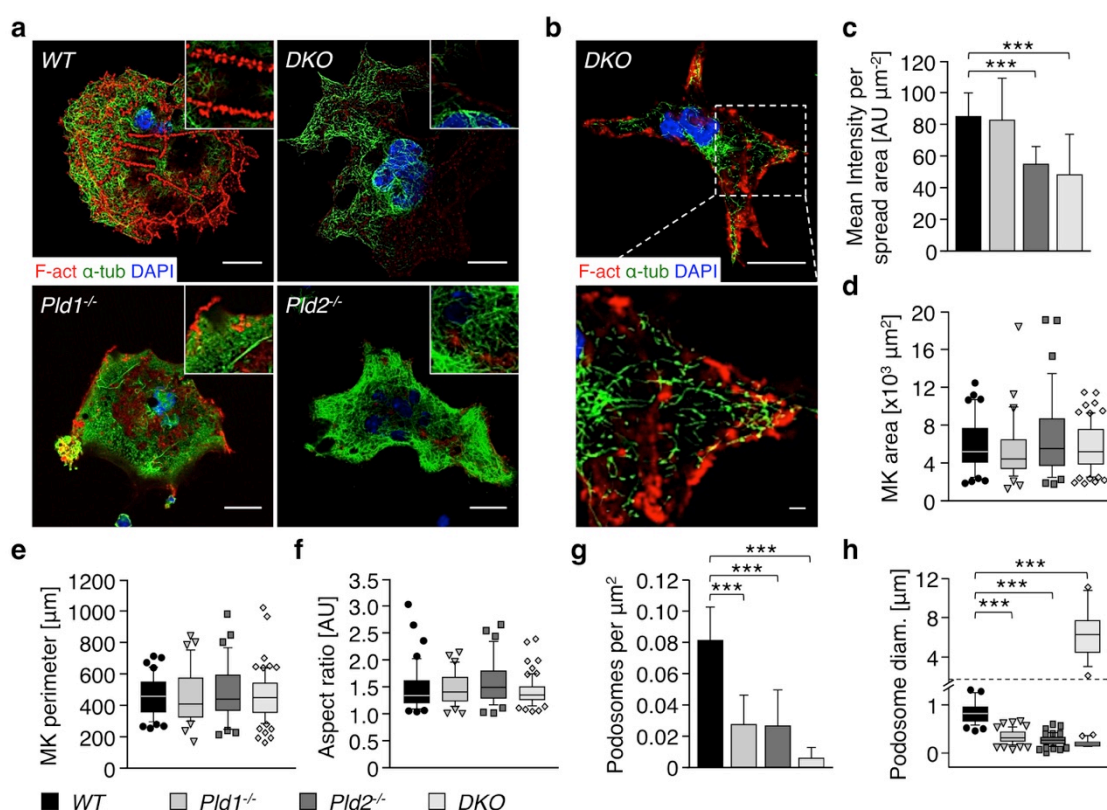 a
WT
DKO
F-act α-tub DAPI
Pld1-/-
Pld2-/-
b
DKO
F-act α-tub DAPI
c
***
***
Mean Intensity per
spread area [AU µm-2]
120
100
80
60
40
20
0
d
MK area [x10³ µm²]
20
16
12
8
4
0
e
MK perimeter [µm]
1200
1000
800
600
400
200
0
f
Aspect ratio [AU]
3.5
3.0
2.5
2.0
1.5
1.0
0.5
0
g
***
***
***
Podosomes per µm²
0.12
0.10
0.08
0.06
0.04
0.02
0.00
h
***
***
***
Podosome diam. [µm]
12
8
4
1
0
WT Pld1-/- Pld2-/- DKO